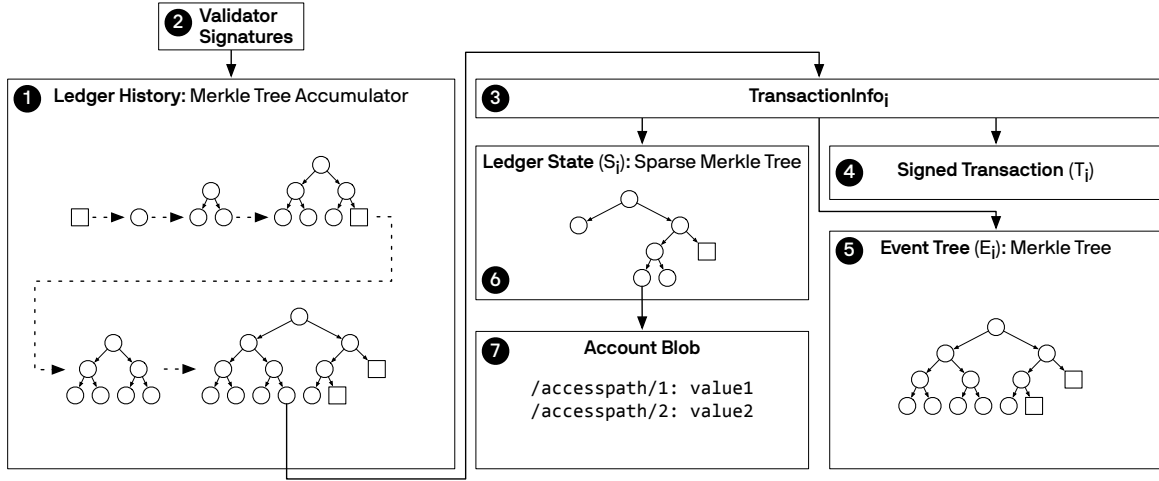 2 Validator
Signatures
1 Ledger History: Merkle Tree Accumulator
3 TransactionInfoi
Ledger State (Si): Sparse Merkle Tree
6
4 Signed Transaction (Ti)
5 Event Tree (Ei): Merkle Tree
7 Account Blob
/accesspath/1: value1
/accesspath/2: value2